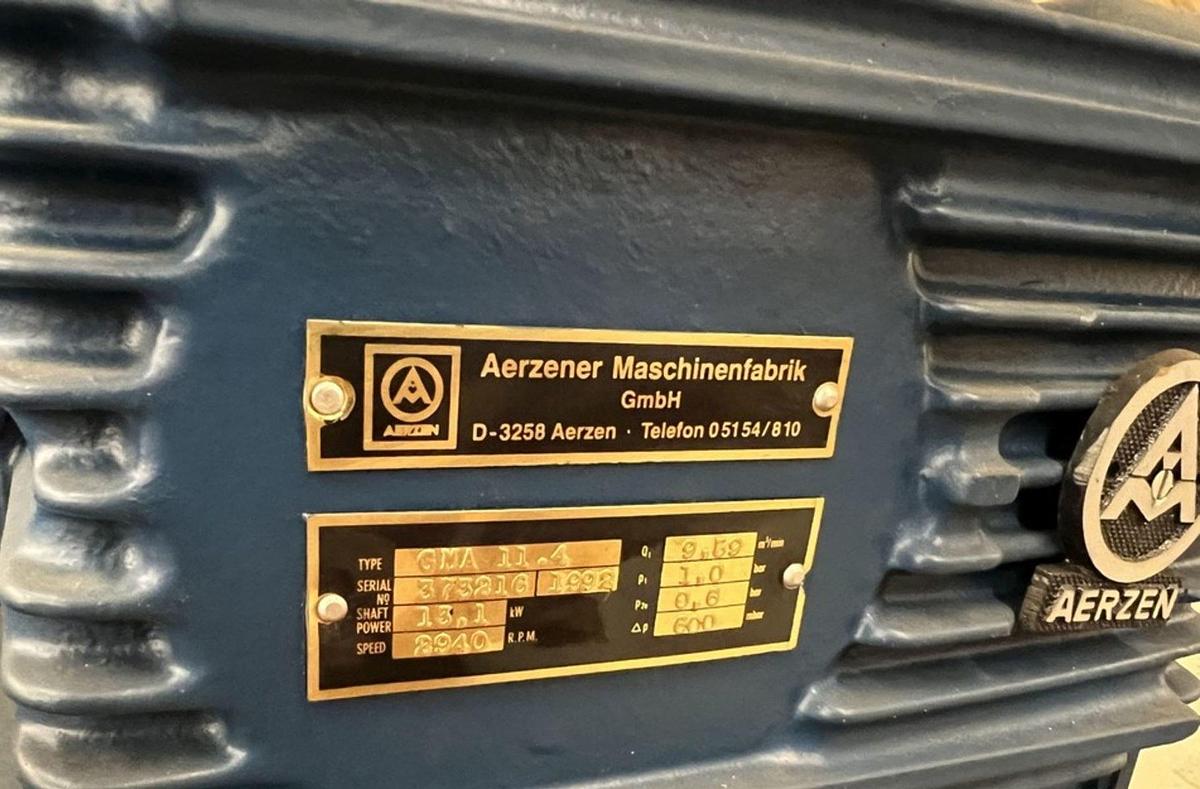 Aerzener Maschinenfabrik
GmbH
AERZEN
D-3258 Aerzen · Telefon 05154/810
TYPE GMA 11.4
SERIAL Nº 373216 1992
SHAFT POWER 13,1 kW
SPEED 2940 R.P.M.
Q₁ 9,59 m³/min
p₁ 1,0 bar
0,6 bar
Δp 600 mbar
AERZEN